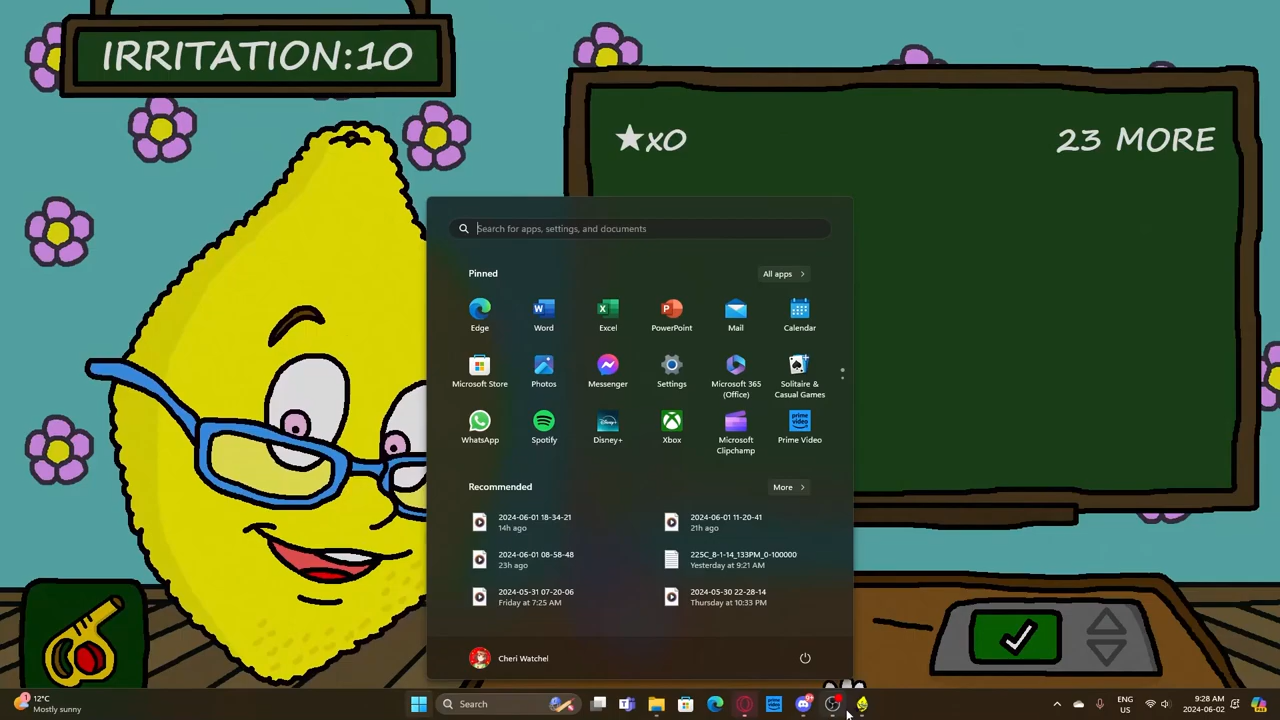 IRRITATION:10
★x0
23 MORE
Search for apps, settings, and documents
Pinned
All apps
Edge
Word
Excel
PowerPoint
Mail
Calendar
Microsoft Store
Photos
Messenger
Settings
Microsoft 365
(Office)
Solitaire &
Casual Games
WhatsApp
Spotify
Disney+
Xbox
Microsoft
Clipchamp
Prime Video
Recommended
More
2024-06-01 18-34-21
14h ago
2024-06-01 11-20-41
21h ago
2024-06-01 08-58-48
23h ago
225C_8-1-14_133PM_0-100000
Yesterday at 9:21 AM
2024-05-31 07-20-06
Friday at 7:25 AM
2024-05-30 22-28-14
Thursday at 10:33 PM
Cheri Watchel
12°C
Mostly sunny
Search
ENG
US
9:28 AM
2024-06-02